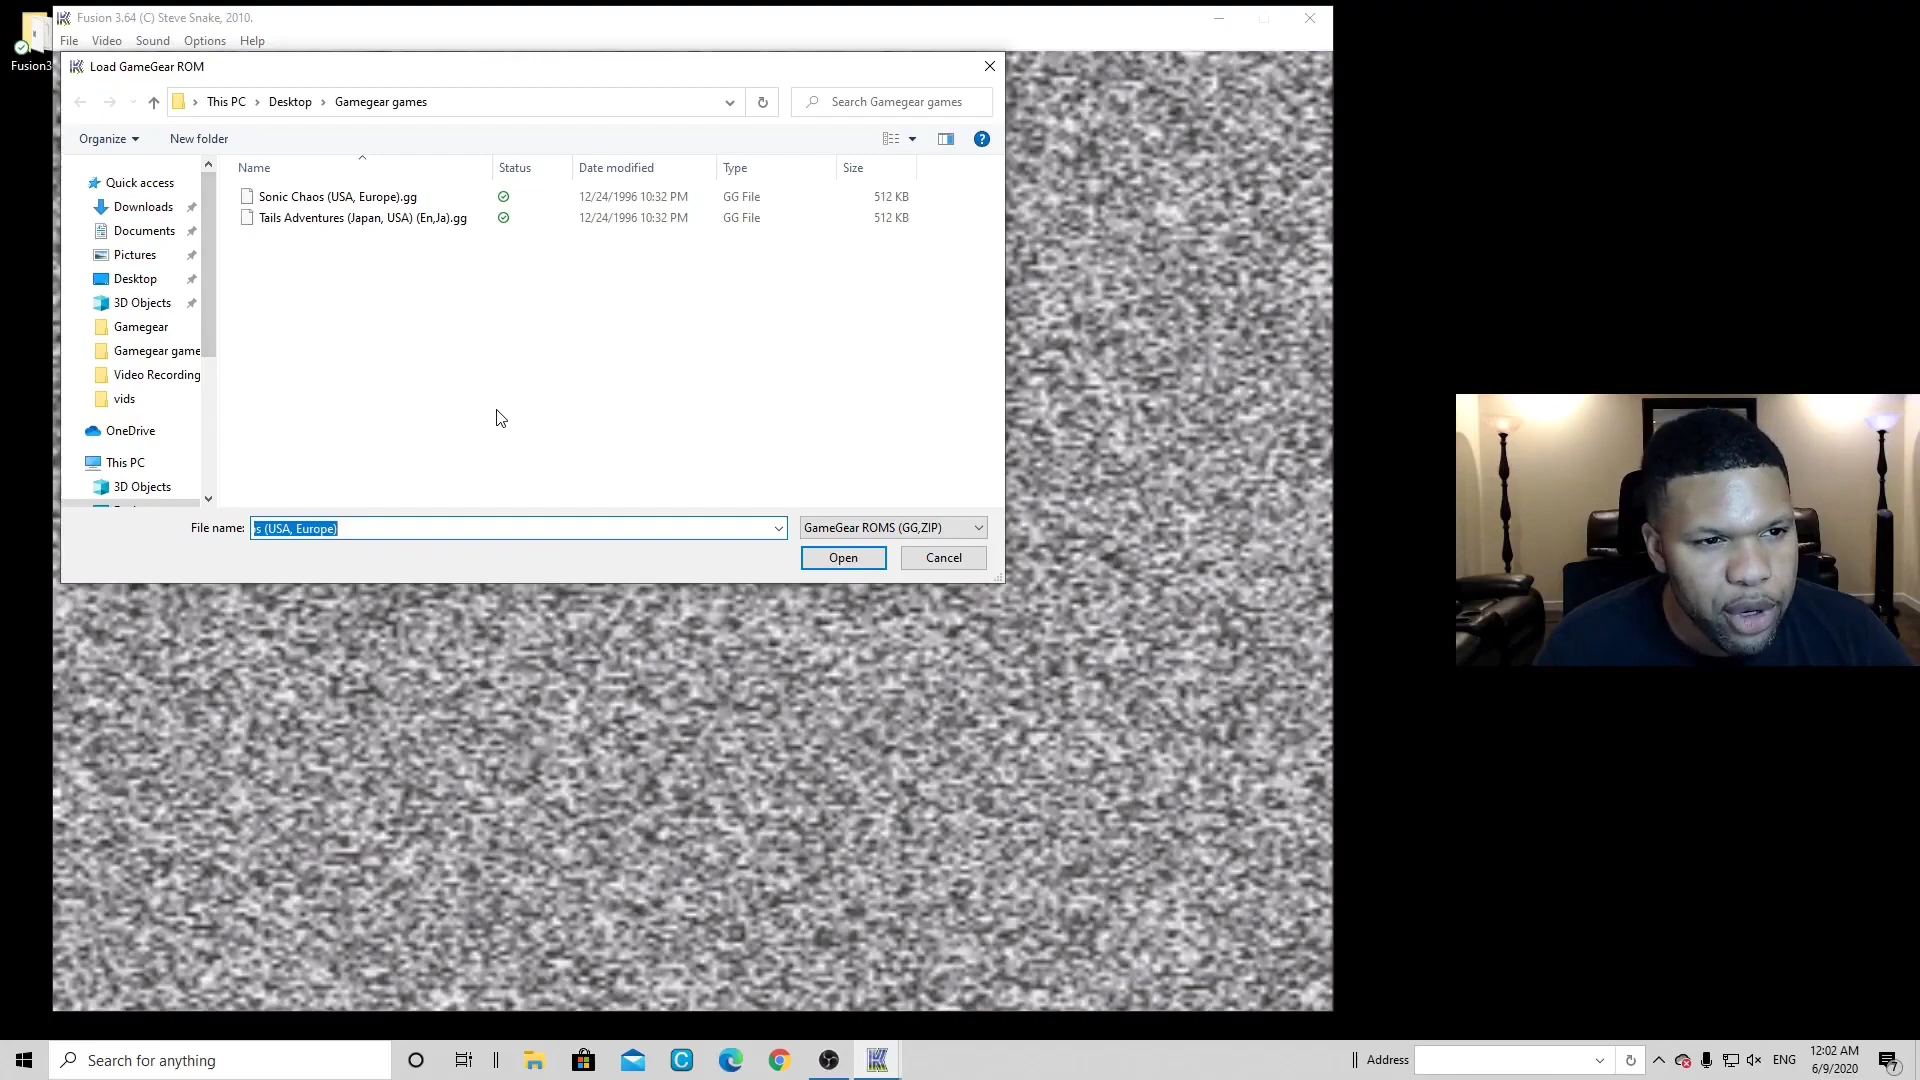 Fusion 3.64 (C) Steve Snake, 2010.
File Video Sound Options Help
Fusion3
Load GameGear ROM
This PC > Desktop > Gamegear games
Search Gamegear games
Organize New folder
Name Status Date modified Type Size
Sonic Chaos (USA, Europe).gg 12/24/1996 10:32 PM GG File 512 KB
Tails Adventures (Japan, USA) (En,Ja).gg 12/24/1996 10:32 PM GG File 512 KB
Quick access
Downloads
Documents
Pictures
Desktop
3D Objects
Gamegear
Gamegear game
Video Recording
vids
OneDrive
This PC
3D Objects
File name: s (USA, Europe)
GameGear ROMS (GG,ZIP)
Open Cancel
Search for anything
Address
ENG
12:02 AM
6/9/2020
7